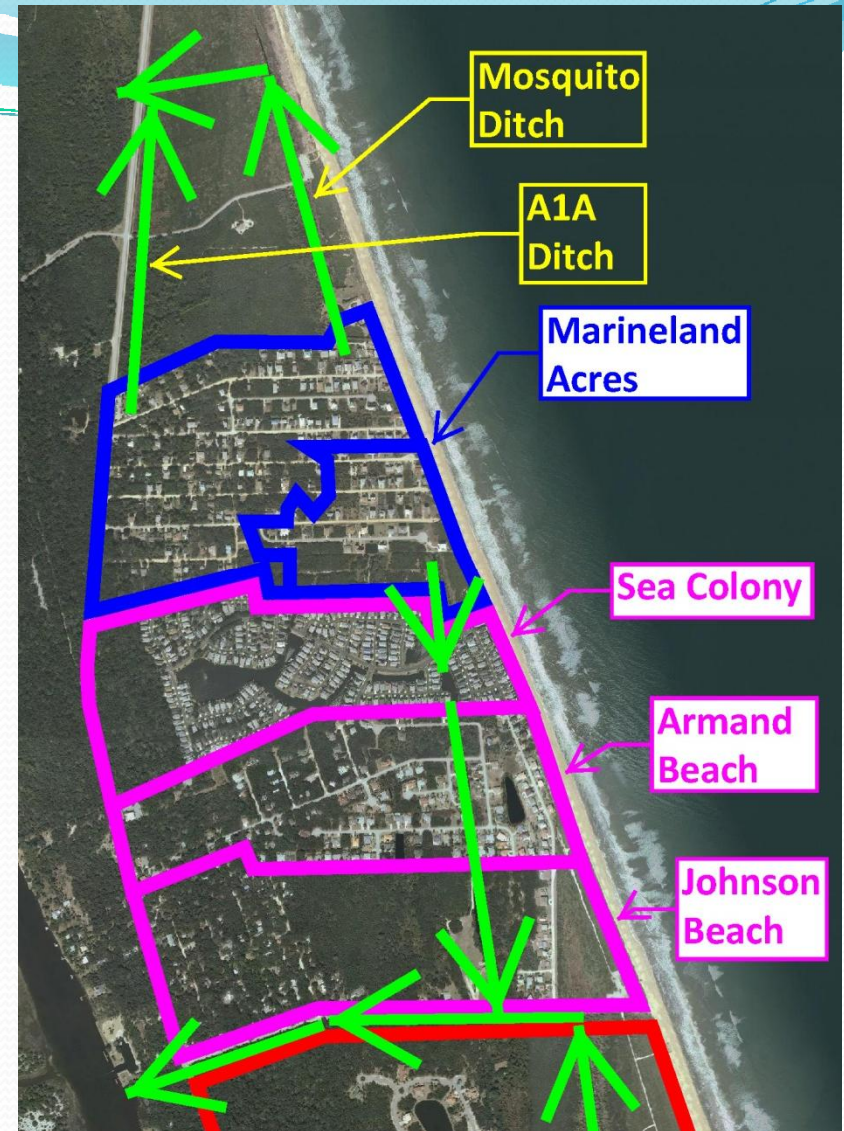 Mosquito
Ditch
A1A
Ditch
Marineland
Acres
Sea Colony
Armand
Beach
Johnson
Beach